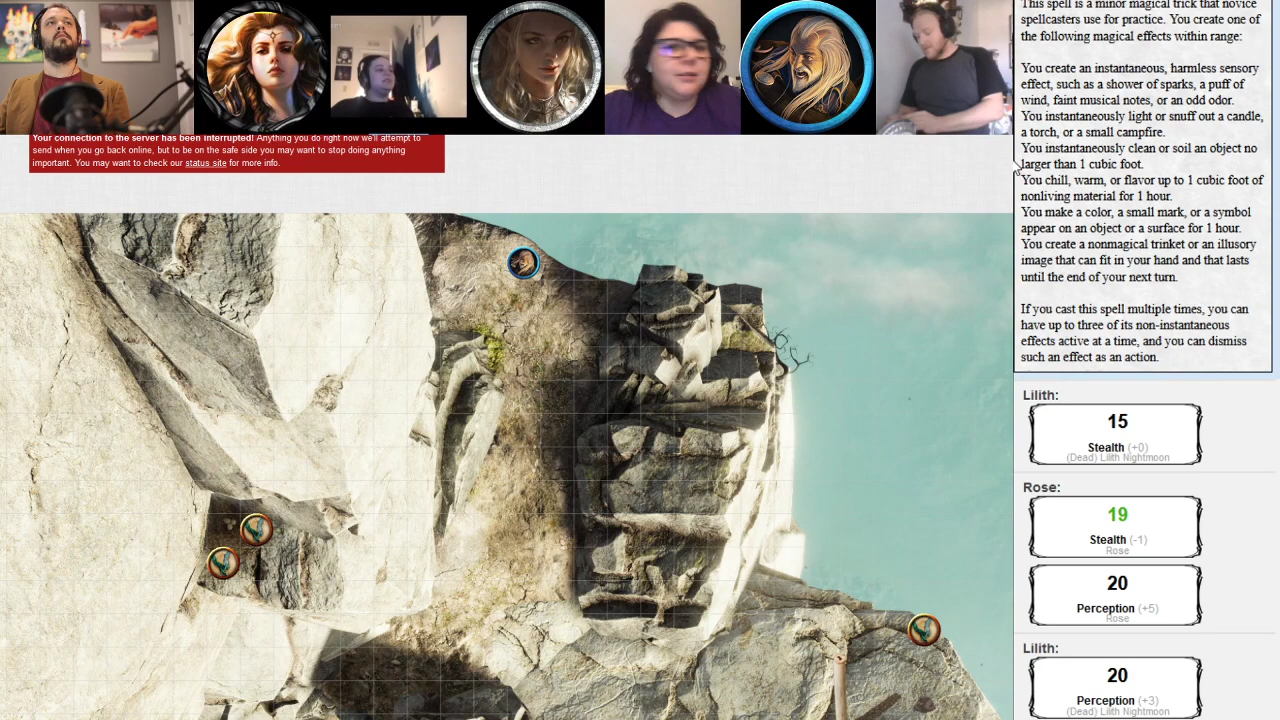 Your connection to the server has been interrupted! Anything you do right now we'll attempt to
send when you go back online, but to be on the safe side you may want to stop doing anything
important. You may want to check our status site for more info.
This spell is a minor magical trick that novice
spellcasters use for practice. You create one of
the following magical effects within range:
You create an instantaneous, harmless sensory
effect, such as a shower of sparks, a puff of
wind, faint musical notes, or an odd odor.
You instantaneously light or snuff out a candle,
a torch, or a small campfire.
You instantaneously clean or soil an object no
larger than 1 cubic foot.
You chill, warm, or flavor up to 1 cubic foot of
nonliving material for 1 hour.
You make a color, a small mark, or a symbol
appear on an object or a surface for 1 hour.
You create a nonmagical trinket or an illusory
image that can fit in your hand and that lasts
until the end of your next turn.
If you cast this spell multiple times, you can
have up to three of its non-instantaneous
effects active at a time, and you can dismiss
such an effect as an action.
Lilith:
15
Stealth (+0)
(Dead) Lilith Nightmoon
Rose:
19
Stealth (-1)
Rose
20
Perception (+5)
Rose
Lilith:
20
Perception (+3)
(Dead) Lilith Nightmoon